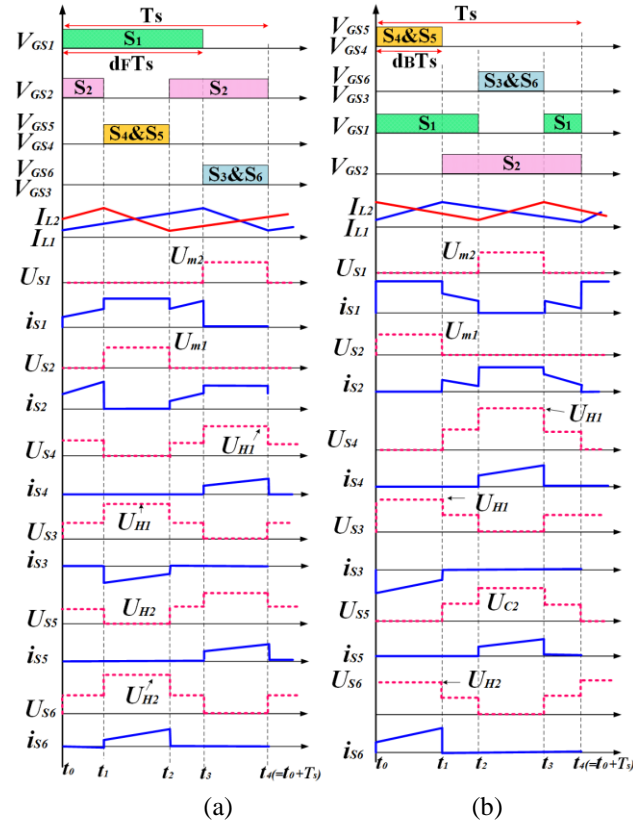 Ts
VGS1
S1
dFTs
VGS2
S2
S2
VGS5
VGS4
S4&S5
VGS6
VGS3
S3&S6
IL2
IL1
US1
Um2
iS1
US2
Um1
iS2
US4
UH1
iS4
US3
UH1
iS3
US5
UH2
iS5
US6
UH2
iS6
t0 t1 t2 t3 t4(=t0+Ts)
(a)
Ts
VGS5
VGS4
S4&S5
dBTs
VGS6
VGS3
S3&S6
VGS1
S1
S1
VGS2
S2
IL2
IL1
US1
Um2
iS1
US2
Um1
iS2
US4
UH1
iS4
US3
UH1
iS3
US5
UC2
iS5
US6
UH2
iS6
t0 t1 t2 t3 t4(=t0+Ts)
(b)